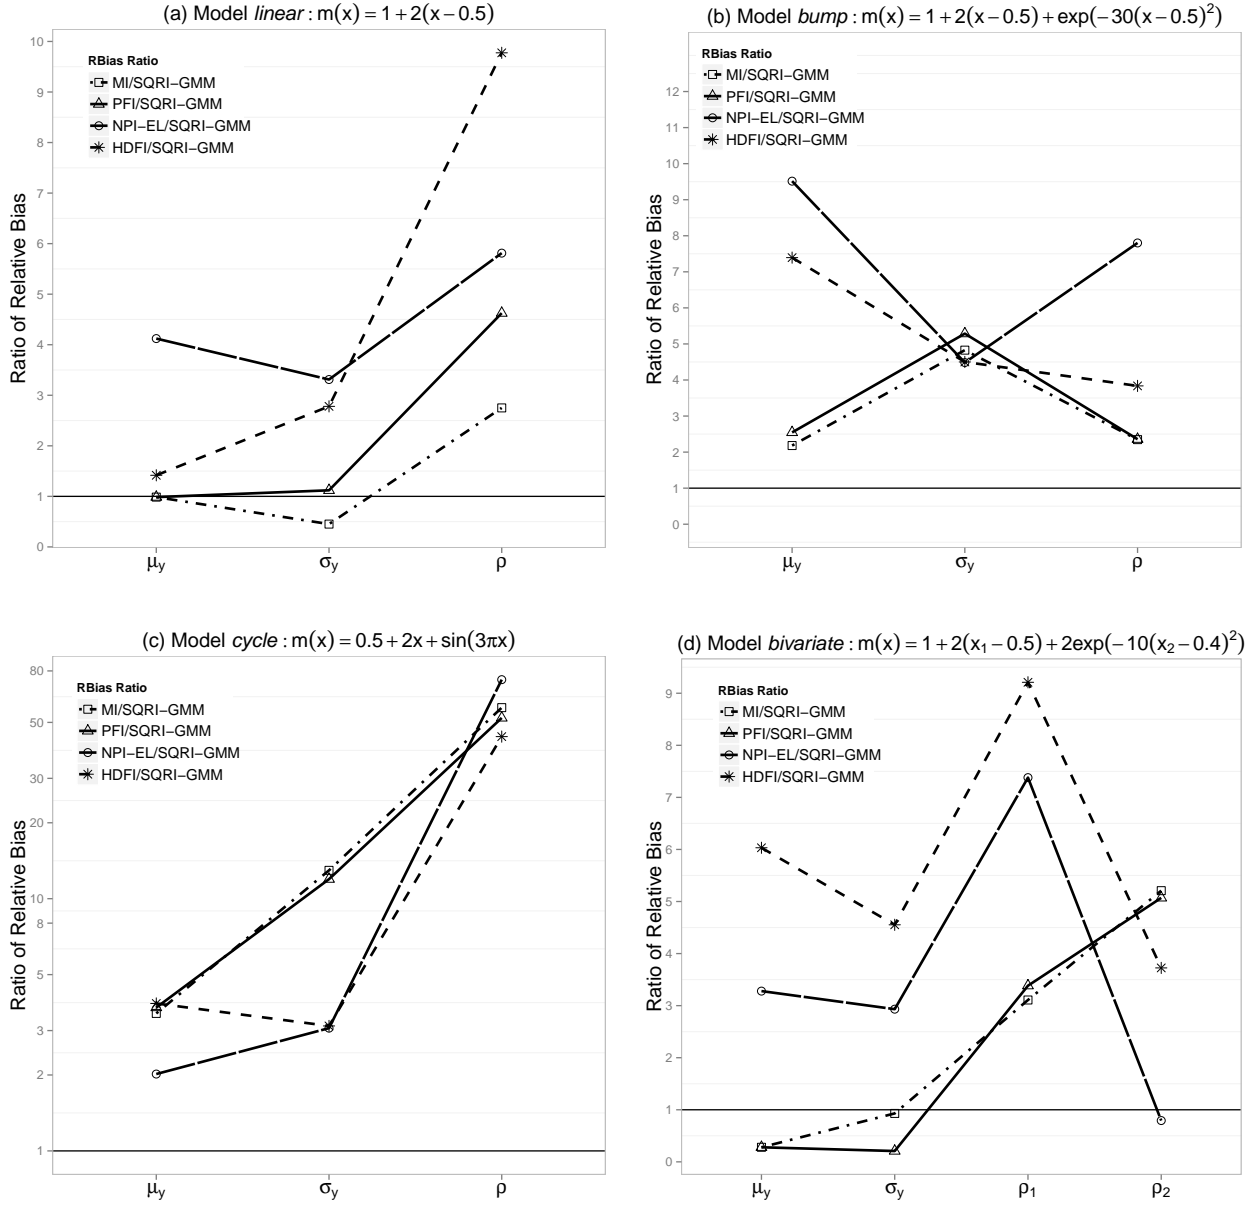 (a) Model linear : m(x) = 1 + 2(x − 0.5)
RBias Ratio
MI/SQRI−GMM
PFI/SQRI−GMM
NPI−EL/SQRI−GMM
HDFI/SQRI−GMM
Ratio of Relative Bias
10
9
8
7
6
5
4
3
2
1
0
μy
σy
ρ
(b) Model bump : m(x) = 1 + 2(x − 0.5) + exp(−30(x − 0.5)²)
RBias Ratio
MI/SQRI−GMM
PFI/SQRI−GMM
NPI−EL/SQRI−GMM
HDFI/SQRI−GMM
Ratio of Relative Bias
12
11
10
9
8
7
6
5
4
3
2
1
0
μy
σy
ρ
(c) Model cycle : m(x) = 0.5 + 2x + sin(3πx)
RBias Ratio
MI/SQRI−GMM
PFI/SQRI−GMM
NPI−EL/SQRI−GMM
HDFI/SQRI−GMM
Ratio of Relative Bias
80
50
30
20
10
8
5
3
2
1
μy
σy
ρ
(d) Model bivariate : m(x) = 1 + 2(x₁ − 0.5) + 2exp(−10(x₂ − 0.4)²)
RBias Ratio
MI/SQRI−GMM
PFI/SQRI−GMM
NPI−EL/SQRI−GMM
HDFI/SQRI−GMM
Ratio of Relative Bias
9
8
7
6
5
4
3
2
1
0
μy
σy
ρ₁
ρ₂